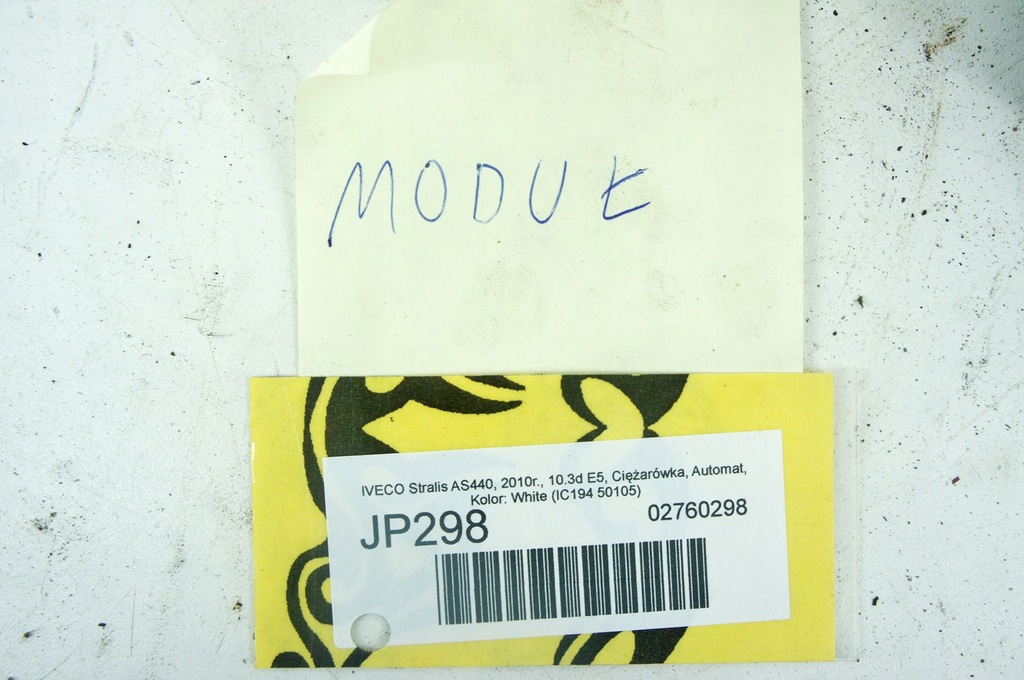 MODUŁ
IVECO Stralis AS440, 2010r., 10.3d E5, Ciężarówka, Automat,
Kolor: White (IC194 50105)
JP298 02760298